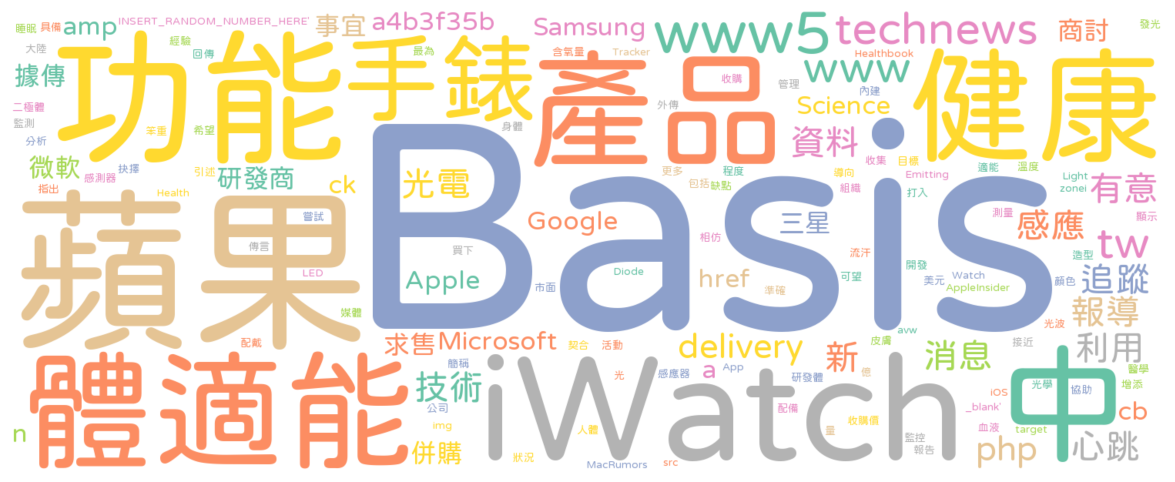 睡眠 具備 amp INSERT_RANDOM_NUMBER_HERE' 事宜 a4b3f35b Samsung www5 technews 商討 發光
大陸 經驗 回傳 最為 含氧量 Tracker Healthbook
據傳 功能 手錶 產品 收購 管理 www 健康
二極體 內建
監測 外傳 Science
分析 笨重 希望 身體 資料 收集 目標
微軟 感測器 抉擇 引述 研發商 ck 光電 更多 程度 導向 Emitting 適能 溫度 Light
指出 Health 包括 缺點 組織 打入 zonei 有意
蘋果 嘗試 Google 三星 測量 感應 顯示
傳言 買下 相仿 流汗 tw
LED Apple Diode href 可望 開發 造型 追蹤
市面 準確 美元 Watch AppleInsider 顏色
媒體 Basis 報導
配戴 求售 Microsoft 契合 活動 delivery avw 皮膚 光波 接近 利用
體適能 簡稱 新 消息 中 醫學
技術 iWatch 光 感應器 a App 研發體 億 光學 協助 增添
公司 iOS
n img 人體 配備 量 收購價 _blank' cb
併購 監控 血液 target
狀況 MacRumors src 報告 php 心跳